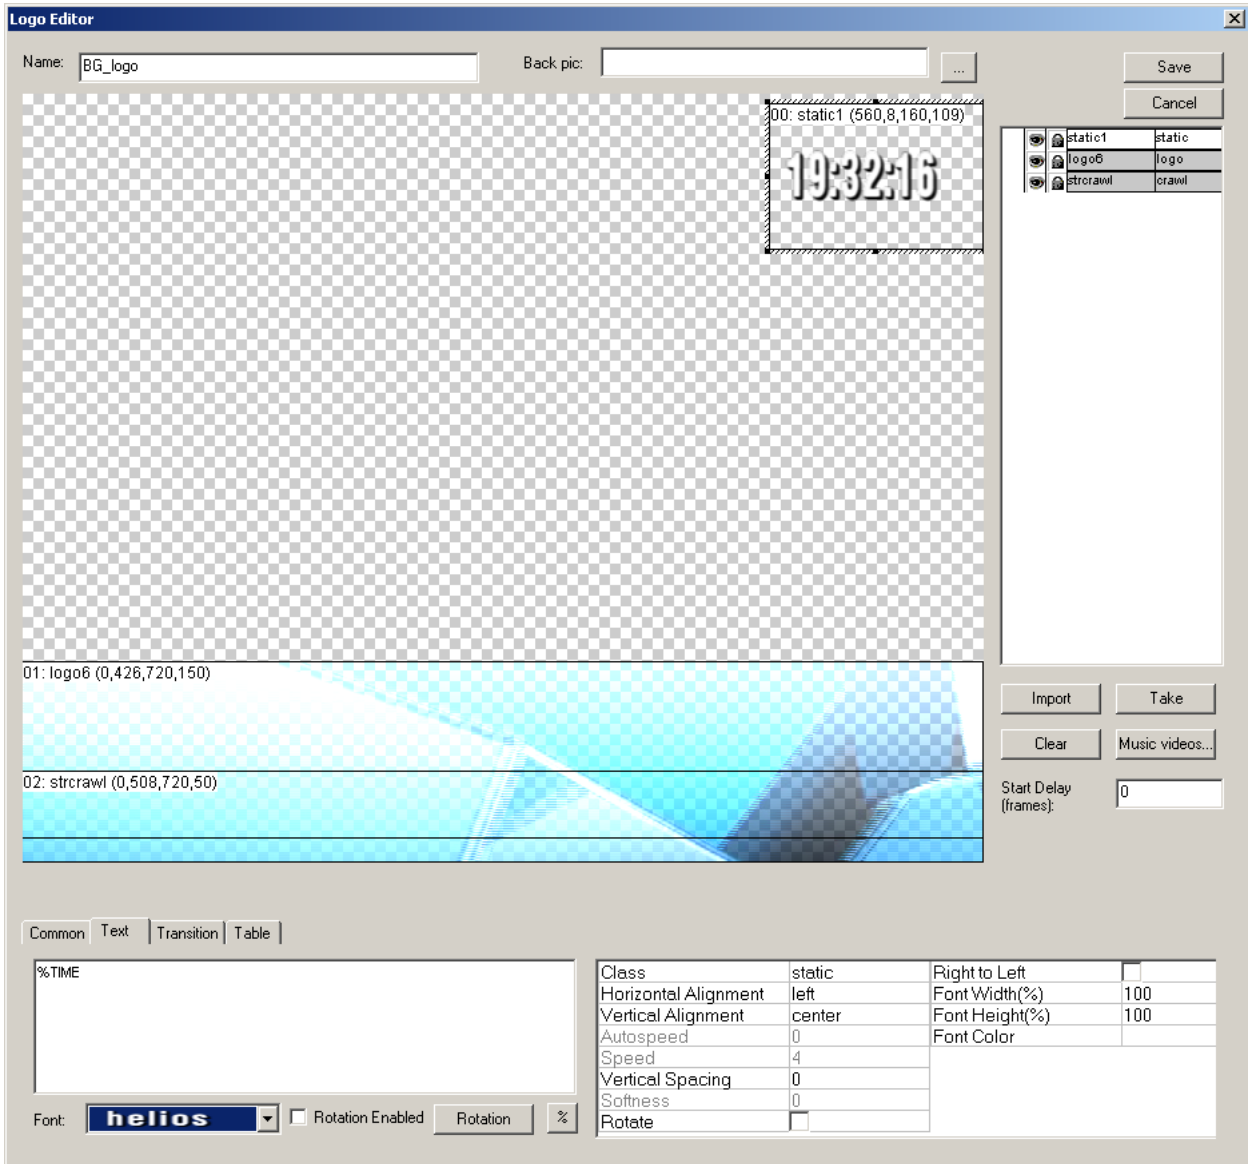 Logo Editor
Name: BG_logo Back pic: ... Save
Cancel
00: static1 (560,8,160,109)
19:32:16
static1 static
logo6 logo
strcrawl crawl
01: logo6 (0,426,720,150)
02: strcrawl (0,508,720,50)
Import Take
Clear Music videos...
Start Delay (frames): 0
Common Text Transition Table
%TIME
Class static Right to Left
Horizontal Alignment left Font Width(%) 100
Vertical Alignment center Font Height(%) 100
Autospeed 0 Font Color
Speed 4
Vertical Spacing 0
Softness 0
Rotate
Font: helios Rotation Enabled Rotation %